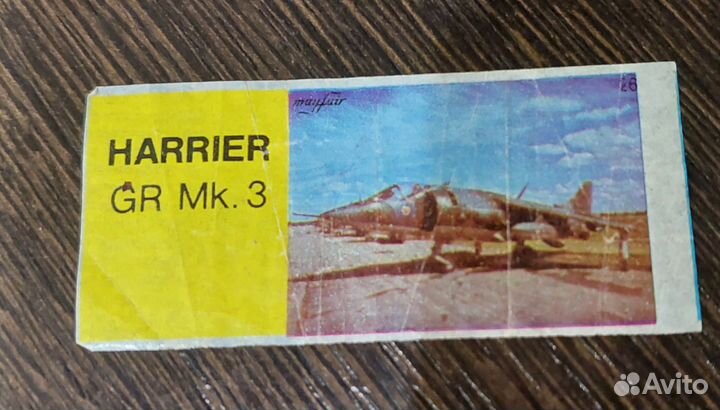 HARRIER
GR Mk. 3
mayfair
26
Avito